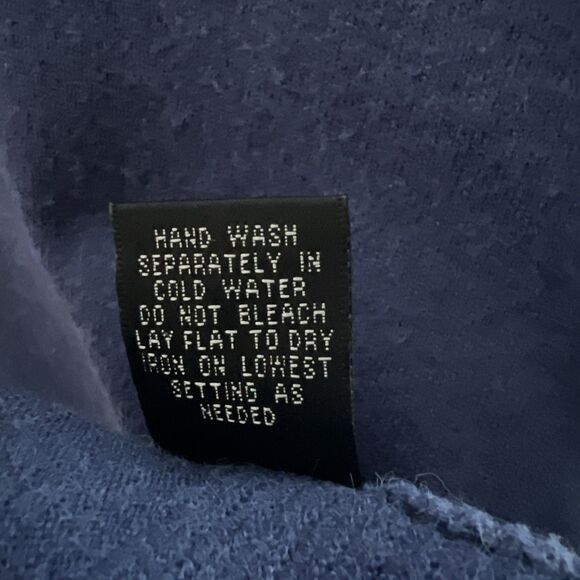 HAND WASH
SEPARATELY IN
COLD WATER
DO NOT BLEACH
LAY FLAT TO DRY
IRON ON LOWEST
SETTING AS
NEEDED